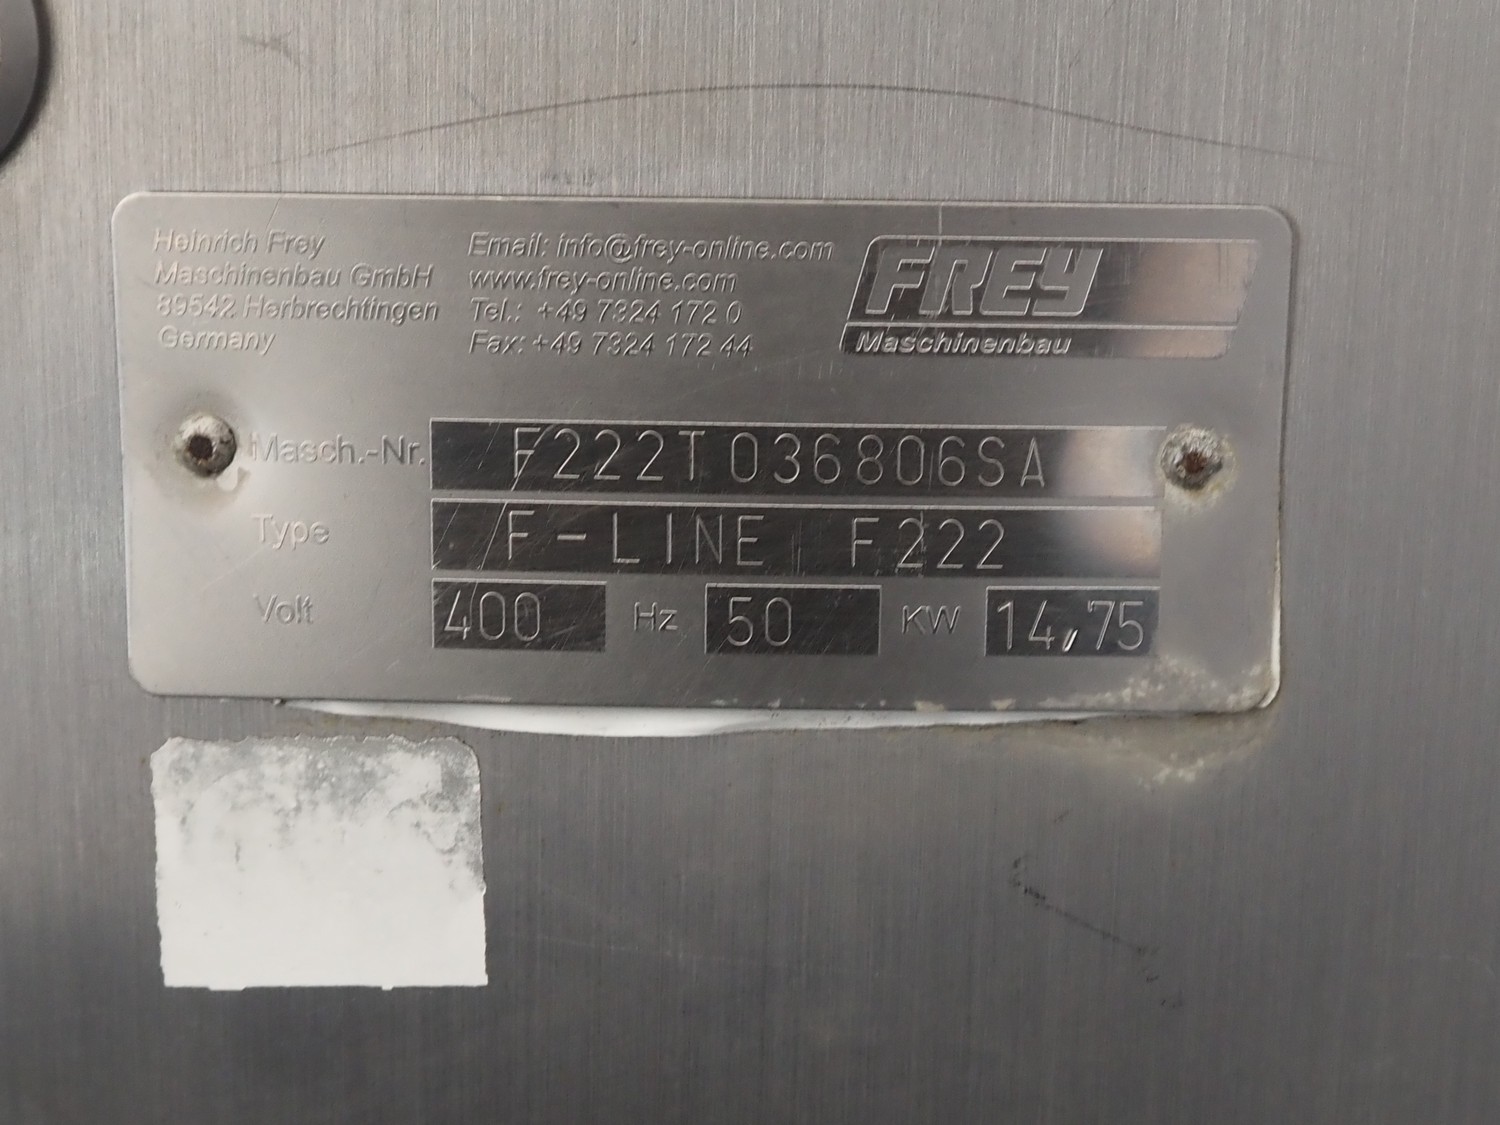 Heinrich Frey
Maschinenbau GmbH
89542 Herbrechtingen
Germany
Email: info@frey-online.com
www.frey-online.com
Tel.: +49 7324 172 0
Fax: +49 7324 172 44
FREY
Maschinenbau
Masch.-Nr. F222T036806SA
Type F-LINE F222
Volt 400 Hz 50 KW 14,75